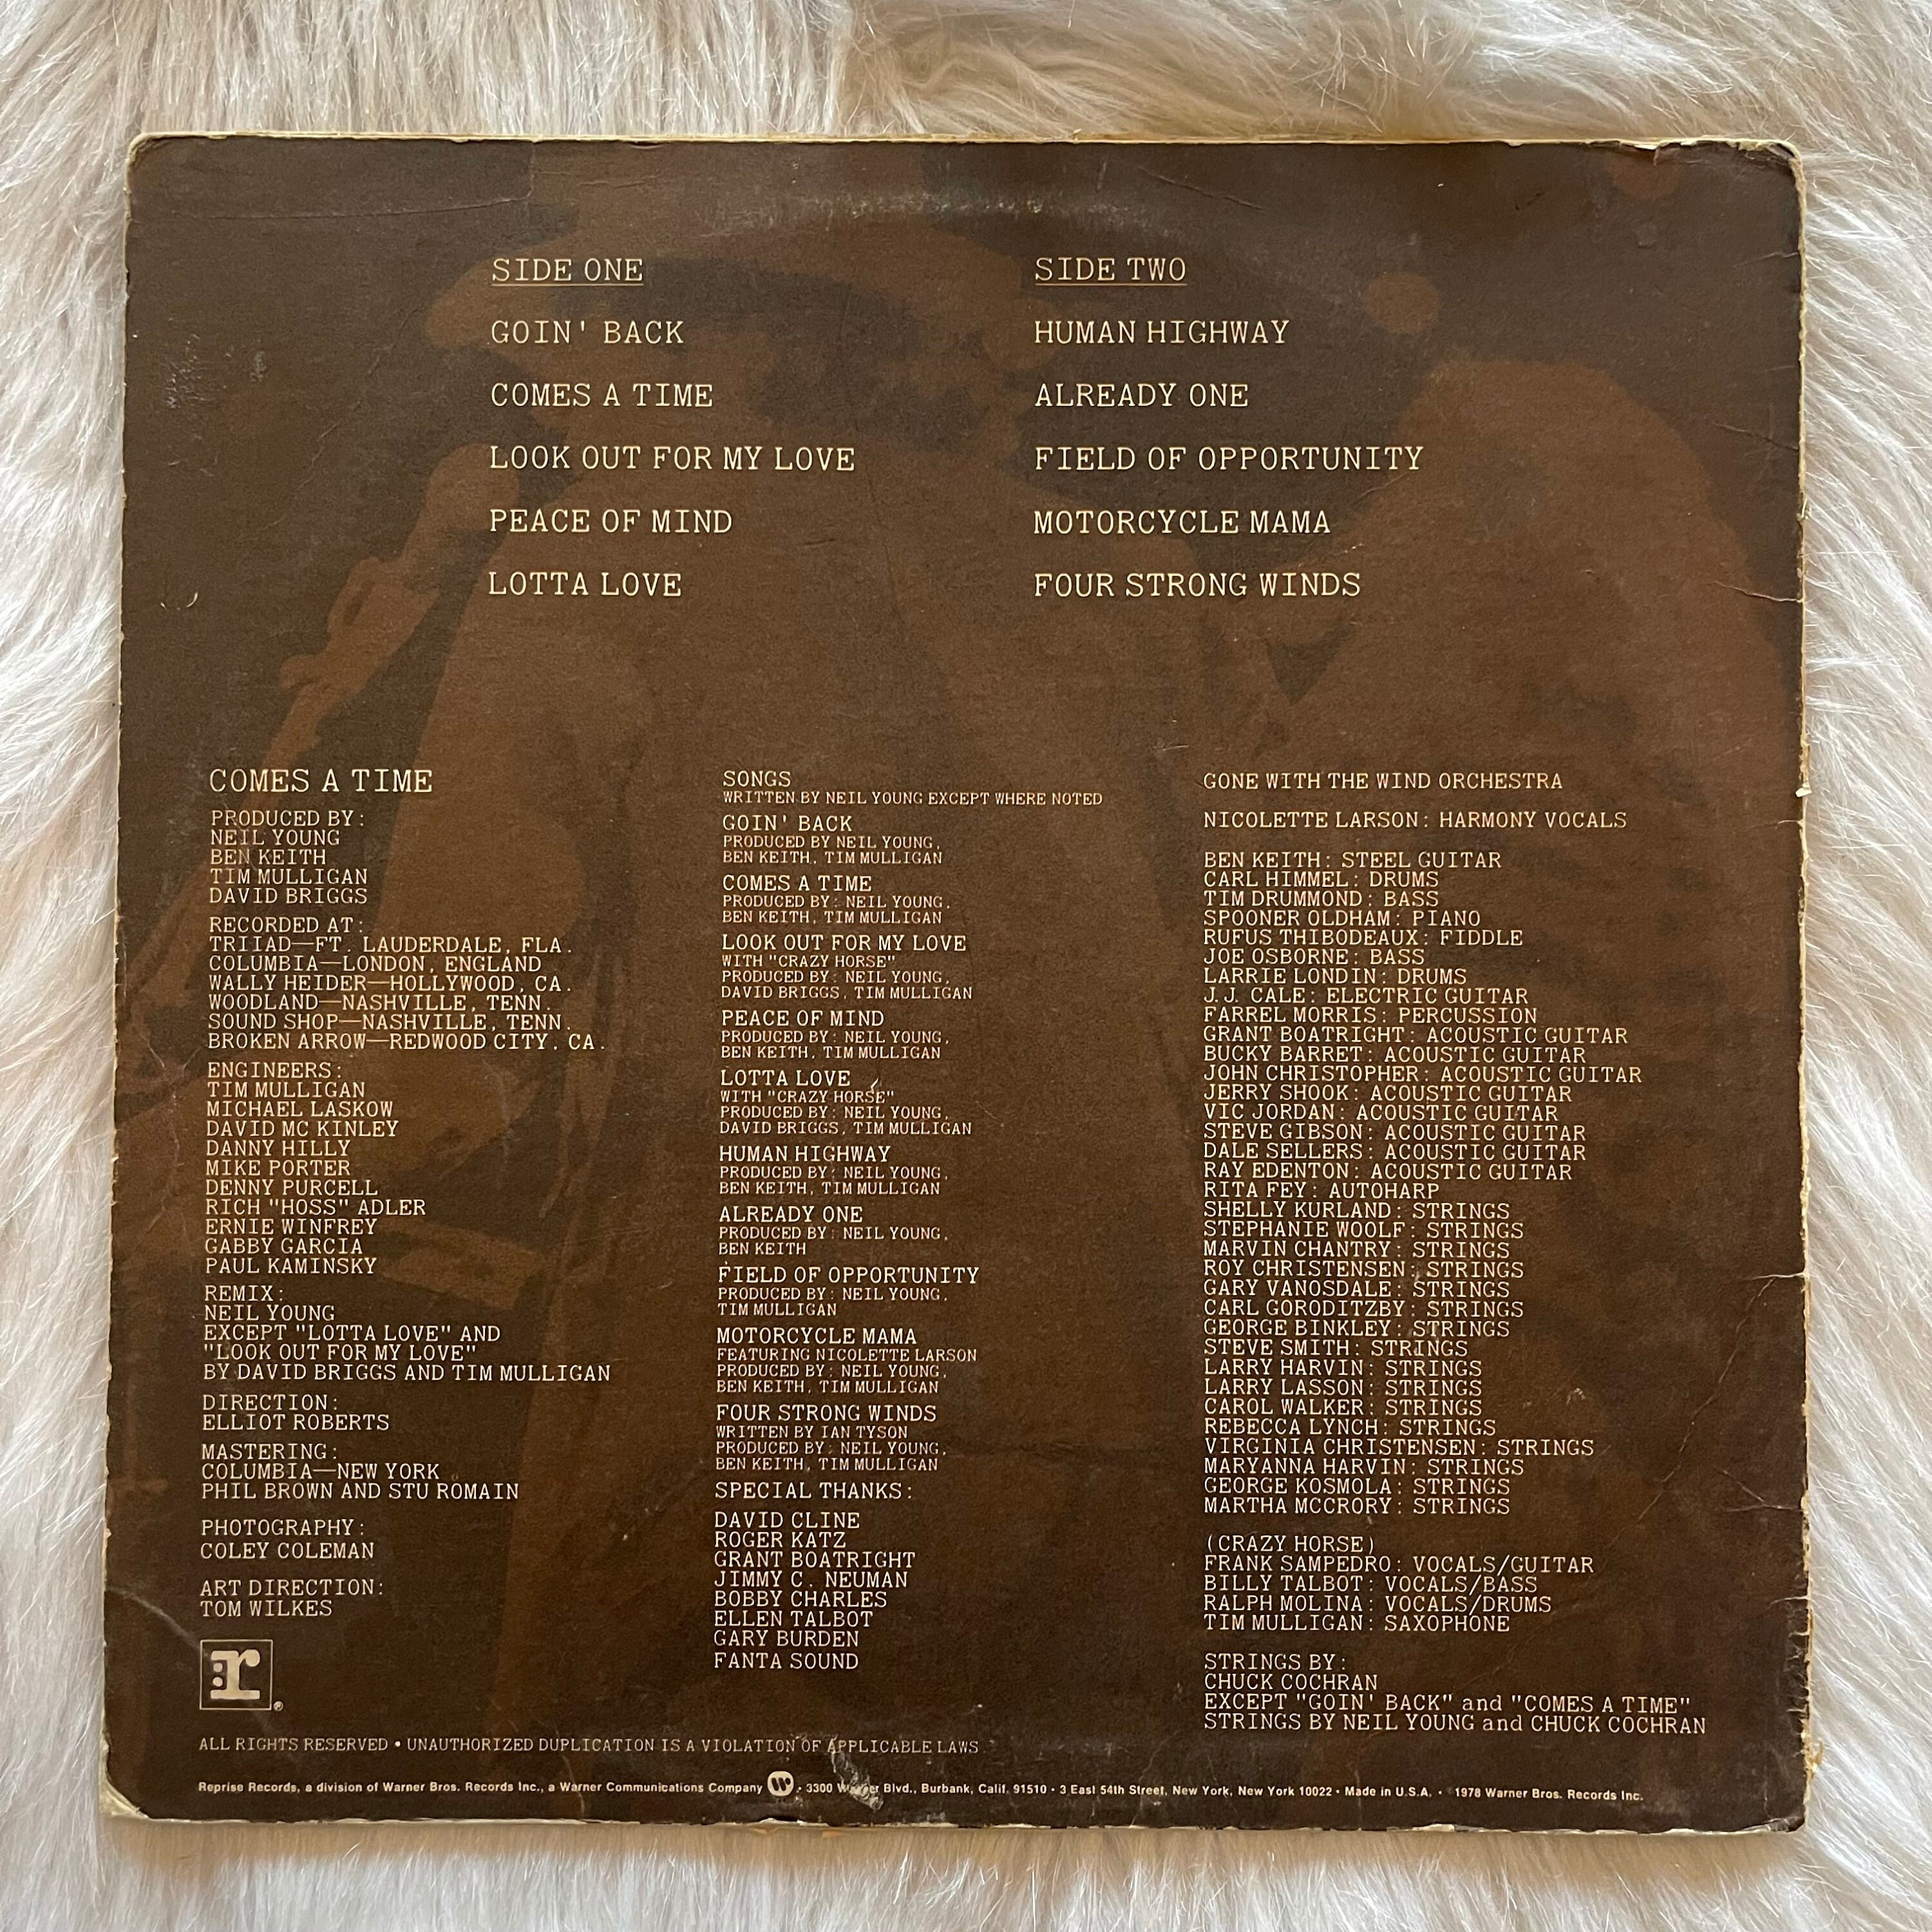 SIDE ONE
GOIN' BACK
COMES A TIME
LOOK OUT FOR MY LOVE
PEACE OF MIND
LOTTA LOVE
SIDE TWO
HUMAN HIGHWAY
ALREADY ONE
FIELD OF OPPORTUNITY
MOTORCYCLE MAMA
FOUR STRONG WINDS
COMES A TIME
PRODUCED BY:
NEIL YOUNG
BEN KEITH
TIM MULLIGAN
DAVID BRIGGS
RECORDED AT:
TRIIAD—FT. LAUDERDALE, FLA.
COLUMBIA—LONDON, ENGLAND
WALLY HEIDER—HOLLYWOOD, CA.
WOODLAND—NASHVILLE, TENN.
SOUND SHOP—NASHVILLE, TENN.
BROKEN ARROW—REDWOOD CITY, CA.
ENGINEERS:
TIM MULLIGAN
MICHAEL LASKOW
DAVID MC KINLEY
DANNY HILLY
MIKE PORTER
DENNY PURCELL
RICH "HOSS" ADLER
ERNIE WINFREY
GABBY GARCIA
PAUL KAMINSKY
REMIX:
NEIL YOUNG
EXCEPT "LOTTA LOVE" AND
"LOOK OUT FOR MY LOVE"
BY DAVID BRIGGS AND TIM MULLIGAN
DIRECTION:
ELLIOT ROBERTS
MASTERING:
COLUMBIA—NEW YORK
PHIL BROWN AND STU ROMAIN
PHOTOGRAPHY:
COLEY COLEMAN
ART DIRECTION:
TOM WILKES
:r
®
SONGS
WRITTEN BY NEIL YOUNG EXCEPT WHERE NOTED
GOIN' BACK
PRODUCED BY NEIL YOUNG,
BEN KEITH, TIM MULLIGAN
COMES A TIME
PRODUCED BY: NEIL YOUNG,
BEN KEITH, TIM MULLIGAN
LOOK OUT FOR MY LOVE
WITH "CRAZY HORSE"
PRODUCED BY: NEIL YOUNG,
DAVID BRIGGS, TIM MULLIGAN
PEACE OF MIND
PRODUCED BY: NEIL YOUNG,
BEN KEITH, TIM MULLIGAN
LOTTA LOVE
WITH "CRAZY HORSE"
PRODUCED BY: NEIL YOUNG,
DAVID BRIGGS, TIM MULLIGAN
HUMAN HIGHWAY
PRODUCED BY: NEIL YOUNG,
BEN KEITH, TIM MULLIGAN
ALREADY ONE
PRODUCED BY: NEIL YOUNG,
BEN KEITH
FIELD OF OPPORTUNITY
PRODUCED BY: NEIL YOUNG,
TIM MULLIGAN
MOTORCYCLE MAMA
FEATURING NICOLETTE LARSON
PRODUCED BY: NEIL YOUNG,
BEN KEITH, TIM MULLIGAN
FOUR STRONG WINDS
WRITTEN BY IAN TYSON
PRODUCED BY: NEIL YOUNG,
BEN KEITH, TIM MULLIGAN
SPECIAL THANKS:
DAVID CLINE
ROGER KATZ
GRANT BOATRIGHT
JIMMY C. NEUMAN
BOBBY CHARLES
ELLEN TALBOT
GARY BURDEN
FANTA SOUND
GONE WITH THE WIND ORCHESTRA
NICOLETTE LARSON: HARMONY VOCALS
BEN KEITH: STEEL GUITAR
CARL HIMMEL: DRUMS
TIM DRUMMOND: BASS
SPOONER OLDHAM: PIANO
RUFUS THIBODEAUX: FIDDLE
JOE OSBORNE: BASS
LARRIE LONDIN: DRUMS
J.J. CALE: ELECTRIC GUITAR
FARREL MORRIS: PERCUSSION
GRANT BOATRIGHT: ACOUSTIC GUITAR
BUCKY BARRET: ACOUSTIC GUITAR
JOHN CHRISTOPHER: ACOUSTIC GUITAR
JERRY SHOOK: ACOUSTIC GUITAR
VIC JORDAN: ACOUSTIC GUITAR
STEVE GIBSON: ACOUSTIC GUITAR
DALE SELLERS: ACOUSTIC GUITAR
RAY EDENTON: ACOUSTIC GUITAR
RITA FEY: AUTOHARP
SHELLY KURLAND: STRINGS
STEPHANIE WOOLF: STRINGS
MARVIN CHANTRY: STRINGS
ROY CHRISTENSEN: STRINGS
GARY VANOSDALE: STRINGS
CARL GORODITZBY: STRINGS
GEORGE BINKLEY: STRINGS
STEVE SMITH: STRINGS
LARRY HARVIN: STRINGS
LARRY LASSON: STRINGS
CAROL WALKER: STRINGS
REBECCA LYNCH: STRINGS
VIRGINIA CHRISTENSEN: STRINGS
MARYANNA HARVIN: STRINGS
GEORGE KOSMOLA: STRINGS
MARTHA MCCRORY: STRINGS
(CRAZY HORSE)
FRANK SAMPEDRO: VOCALS/GUITAR
BILLY TALBOT: VOCALS/BASS
RALPH MOLINA: VOCALS/DRUMS
TIM MULLIGAN: SAXOPHONE
STRINGS BY:
CHUCK COCHRAN
EXCEPT "GOIN' BACK" and "COMES A TIME"
STRINGS BY NEIL YOUNG and CHUCK COCHRAN
ALL RIGHTS RESERVED • UNAUTHORIZED DUPLICATION IS A VIOLATION OF APPLICABLE LAWS.
Reprise Records, a division of Warner Bros. Records Inc., a Warner Communications Company W • 3300 Warner Blvd., Burbank, Calif. 91510 • 3 East 54th Street, New York, New York 10022 • Made in U.S.A. • 1978 Warner Bros. Records Inc.